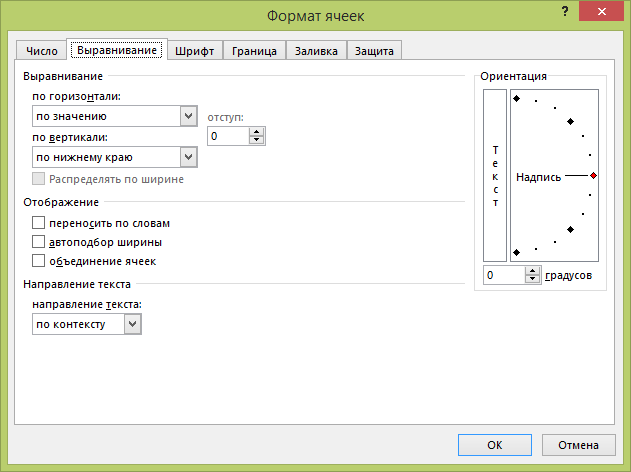 Формат ячеек
?
Число Выравнивание Шрифт Граница Заливка Защита
Выравнивание
по горизонтали:
по значению
отступ:
0
по вертикали:
по нижнему краю
Распределять по ширине
Отображение
переносить по словам
автоподбор ширины
объединение ячеек
Направление текста
направление текста:
по контексту
Ориентация
Текст
Надпись
0 градусов
ОК Отмена